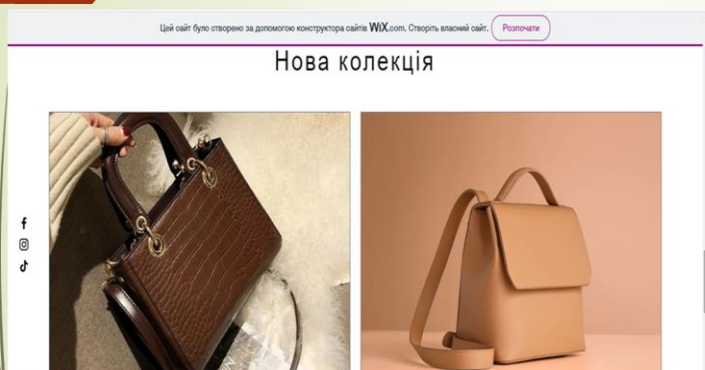 Цей сайт було створено за допомогою конструктора сайтів WiX.com. Створіть власний сайт. Розпочати
Нова колекція